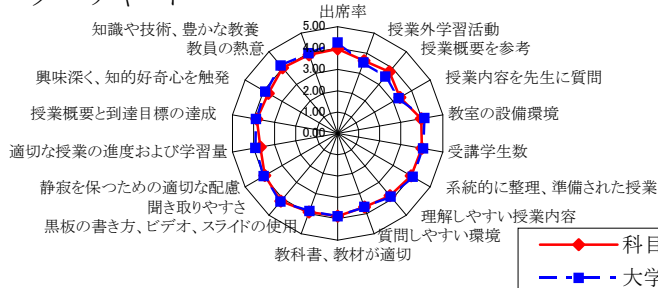 出席率
授業外学習活動
授業概要を参考
授業内容を先生に質問
教室の設備環境
受講学生数
系統的に整理、準備された授業
理解しやすい授業内容
質問しやすい環境
教科書、教材が適切
黒板の書き方、ビデオ、スライドの使用
聞き取りやすさ
静寂を保つための適切な配慮
適切な授業の進度および学習量
授業概要と到達目標の達成
興味深く、知的好奇心を触発
教員の熱意
知識や技術、豊かな教養
5.00
4.00
3.00
2.00
1.00
0.00
科目
大学